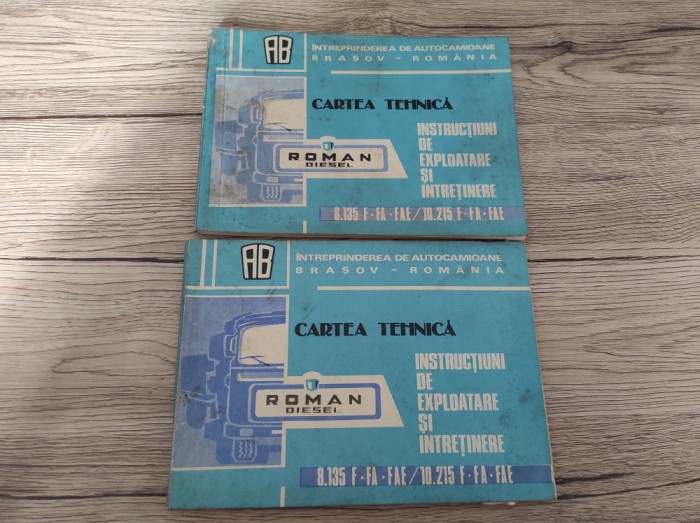 AB
ÎNTREPRINDEREA DE AUTOCAMIOANE
BRAȘOV - ROMÂNIA
CARTEA TEHNICĂ
INSTRUCȚIUNI
DE
EXPLOATARE
ȘI
ÎNTREȚINERE
ROMAN
DIESEL
8.135 F·FA·FAE/10.215 F·FA·FAE
AB
ÎNTREPRINDEREA DE AUTOCAMIOANE
BRAȘOV - ROMÂNIA
CARTEA TEHNICĂ
INSTRUCȚIUNI
DE
EXPLOATARE
ȘI
ÎNTREȚINERE
ROMAN
DIESEL
8.135 F·FA·FAE/10.215 F·FA·FAE